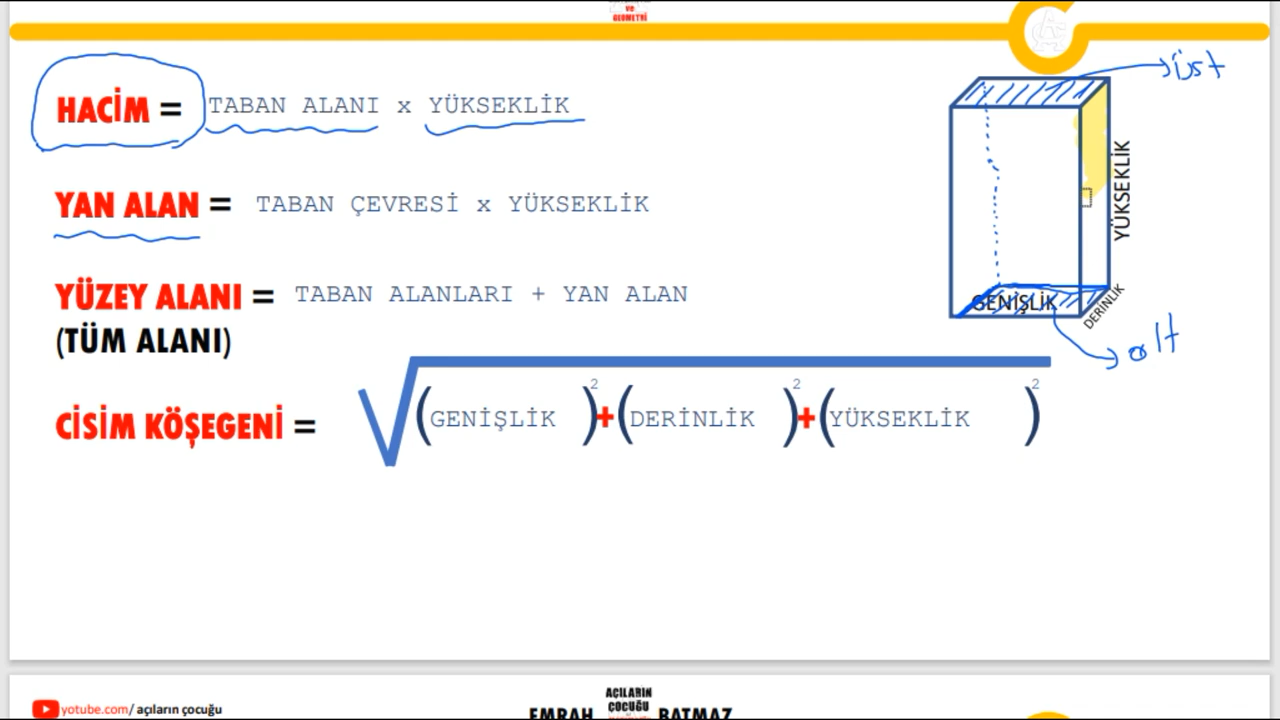 VE
GEOMETRİ
HACİM = TABAN ALANI x YÜKSEKLİK
üst
YAN ALAN = TABAN ÇEVRESİ x YÜKSEKLİK
YÜKSEKLİK
YÜZEY ALANI = TABAN ALANLARI + YAN ALAN
(TÜM ALANI)
GENİŞLİK
DERİNLİK
alt
CİSİM KÖŞEGENİ = √(GENİŞLİK)²+(DERİNLİK)²+(YÜKSEKLİK)²
yotube.com/ açıların çocuğu
EMRAH AÇILARIN ÇOCUĞU BATMAZ